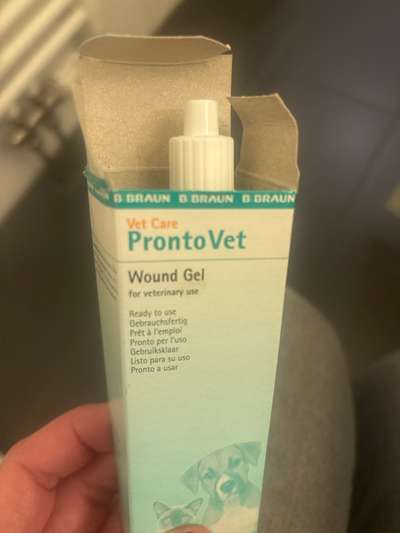 B BRAUN B BRAUN B BRAUN
Vet Care
ProntoVet
Wound Gel
for veterinary use
Ready to use
Gebrauchsfertig
Prêt à l'emploi
Pronto per l'uso
Gebruiksklaar
Listo para su uso
Pronto a usar